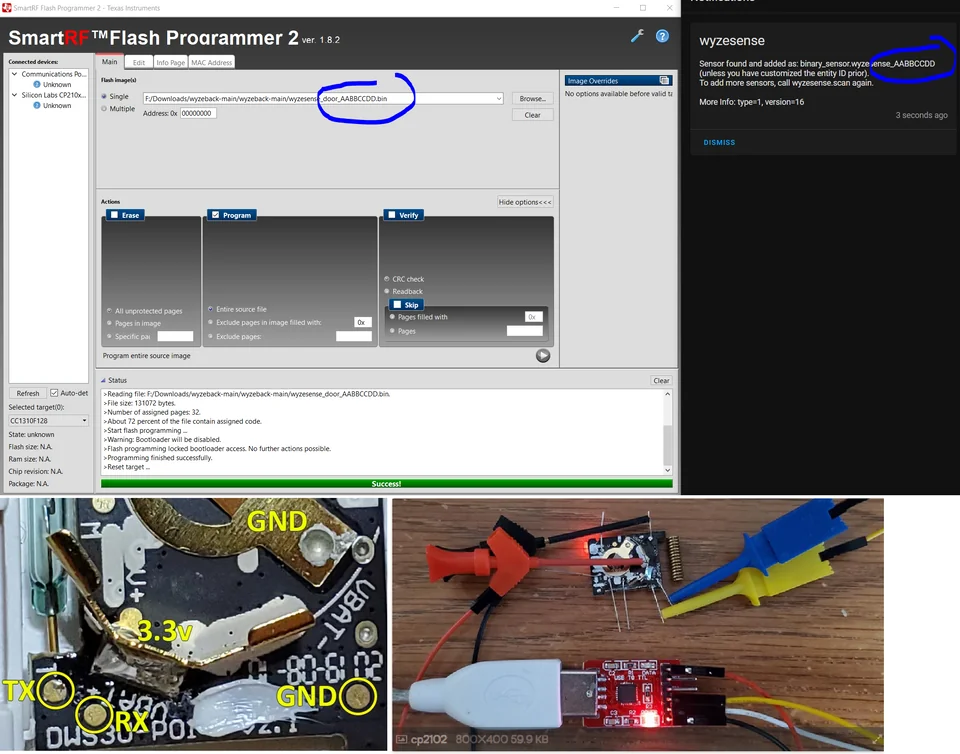 SmartRF Flash Programmer 2 - Texas Instruments
SmartRF™Flash Programmer 2 ver. 1.8.2
Connected devices:
Communications Po...
Unknown
Silicon Labs CP210x...
Unknown
Refresh
Auto-det
Selected target(0):
CC1310F128
State: unknown
Flash size: N.A.
Ram size: N.A.
Chip revision: N.A.
Package: N.A.
Main Edit Info Page MAC Address
Flash image(s)
Single
F:/Downloads/wyzeback-main/wyzeback-main/wyzesense_door_AABBCCDD.bin
Browse...
Multiple
Address: 0x 00000000
Clear
Image Overrides
No options available before valid ta
Actions
Hide options<<<
Erase
All unprotected pages
Pages in image
Specific pa
Program
Entire source file
Exclude pages in image filled with: 0x
Exclude pages:
Verify
CRC check
Readback
Skip
Pages filled with 0x
Pages
Program entire source image
Status
Clear
>Reading file: F:/Downloads/wyzeback-main/wyzeback-main/wyzesense_door_AABBCCDD.bin.
>File size: 131072 bytes.
>Number of assigned pages: 32.
>About 72 percent of the file contain assigned code.
>Start flash programming ...
>Warning: Bootloader will be disabled.
>Flash programming locked bootloader access. No further actions possible.
>Programming finished successfully.
>Reset target ...
Success!
wyzesense
Sensor found and added as: binary_sensor.wyzesense_AABBCCDD
(unless you have customized the entity ID prior).
To add more sensors, call wyzesense.scan again.
More Info: type=1, version=16
3 seconds ago
DISMISS
GND
M
V+
VBAT-
3.3v
TX
RX
GND
USB TO TTL
cp2102 800X400 59.9 KB